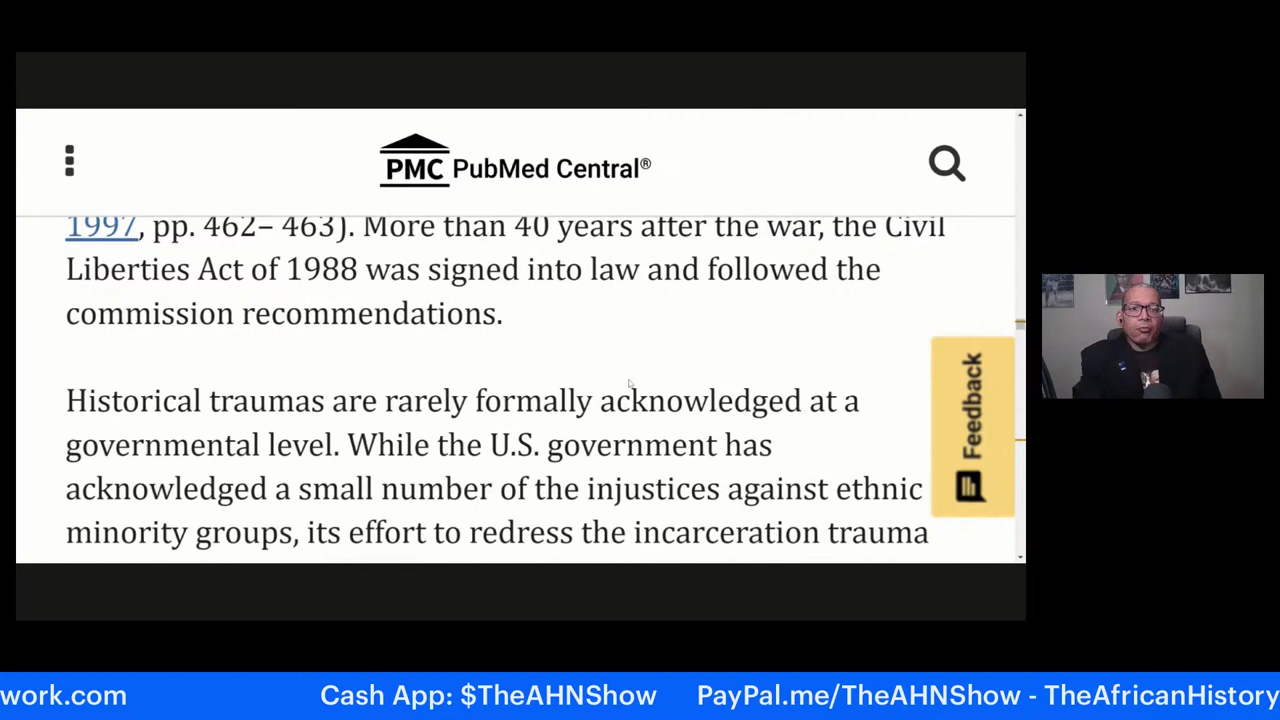 PMC PubMed Central®
1997, pp. 462– 463). More than 40 years after the war, the Civil
Liberties Act of 1988 was signed into law and followed the
commission recommendations.
Historical traumas are rarely formally acknowledged at a
governmental level. While the U.S. government has
acknowledged a small number of the injustices against ethnic
minority groups, its effort to redress the incarceration trauma
Feedback
work.com Cash App: $TheAHNShow PayPal.me/TheAHNShow - TheAfricanHistory